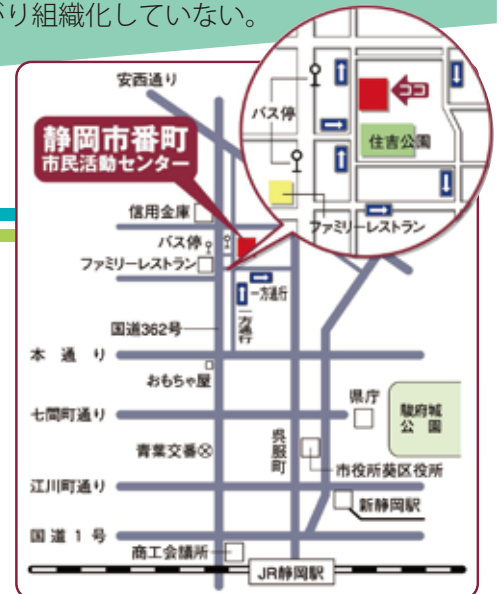 がり組織化していない。
安西通り
静岡市番町
市民活動センター
バス停
ココ
住吉公園
ファミリーレストラン
信用金庫
バス停
ファミリーレストラン
一方通行
一方通行
国道362号
本通り
おもちゃ屋
七間町通り
県庁
駿府城
公園
青葉交番
呉服町
市役所葵区役所
江川町通り
新静岡駅
国道1号
商工会議所
JR静岡駅